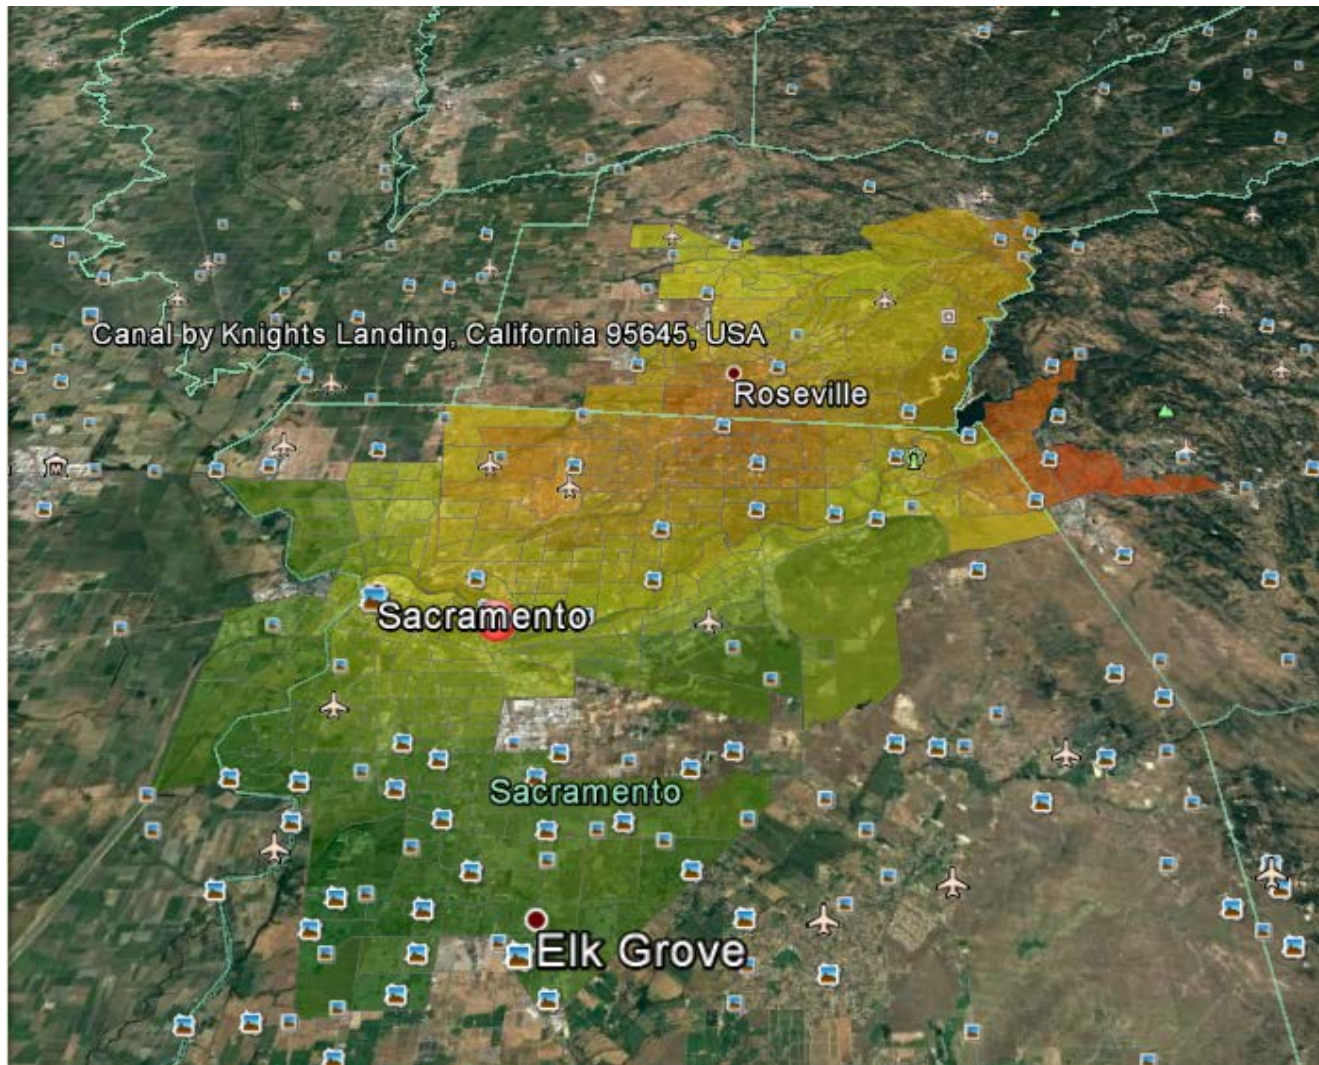 Canal by Knights Landing, California 95645, USA
Roseville
Sacramento
Sacramento
Elk Grove